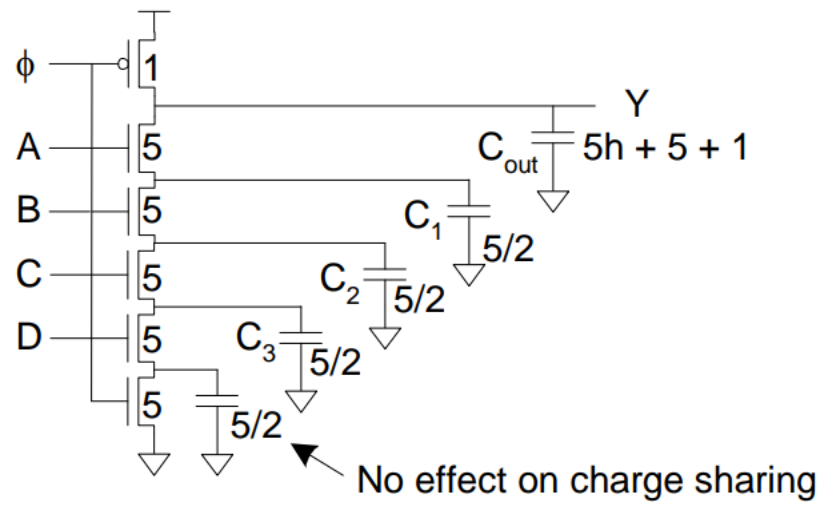 ϕ
1
Y
A
5
C_out
5h + 5 + 1
B
5
C_1
5/2
C
5
C_2
5/2
D
5
C_3
5/2
5
5/2
No effect on charge sharing